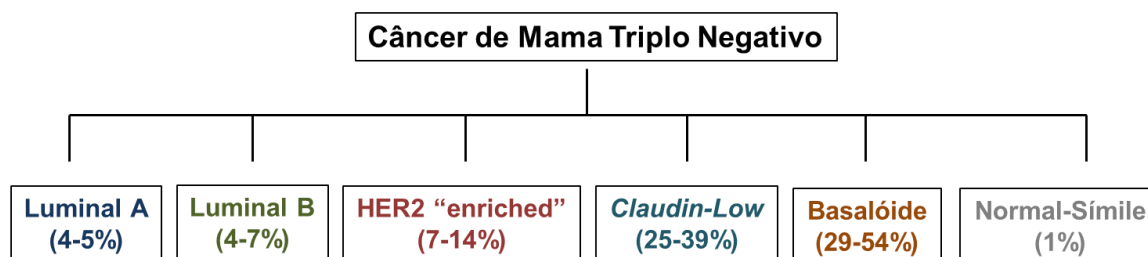 Câncer de Mama Triplo Negativo
Luminal A
(4-5%)
Luminal B
(4-7%)
HER2 “enriched”
(7-14%)
Claudin-Low
(25-39%)
Basalóide
(29-54%)
Normal-Símile
(1%)